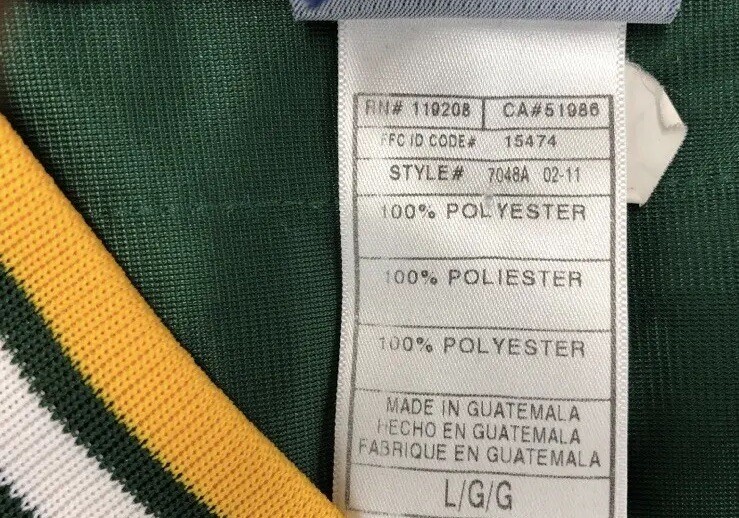 RN# 119208 CA#51986
FFC ID CODE# 15474
STYLE# 7048A 02-11
100% POLYESTER
100% POLIESTER
100% POLYESTER
MADE IN GUATEMALA
HECHO EN GUATEMALA
FABRIQUE EN GUATEMALA
L/G/G